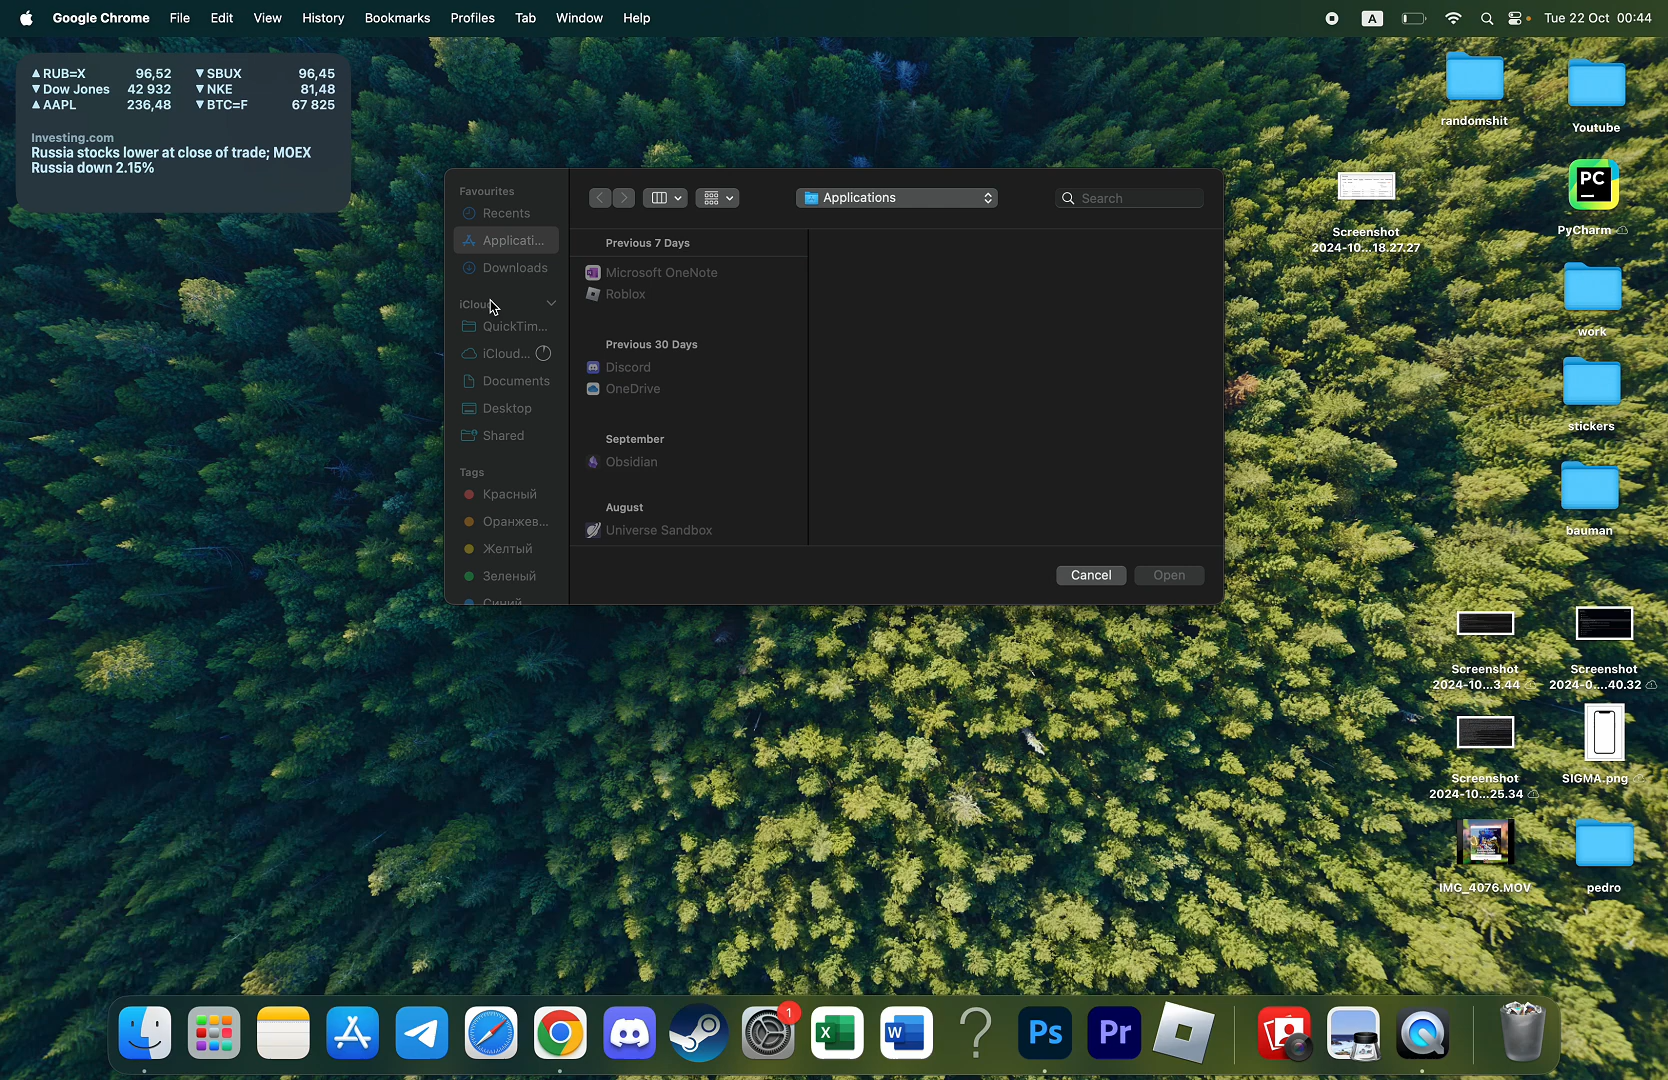 Google Chrome File Edit View History Bookmarks Profiles Tab Window Help A Tue 22 Oct 00:44
▲RUB=X 96,52 ▼SBUX 96,45
▼Dow Jones 42 932 ▼NKE 81,48
▲AAPL 236,48 ▼BTC=F 67 825
Investing.com
Russia stocks lower at close of trade; MOEX
Russia down 2.15%
Favourites
Recents
Applicati...
Downloads
QuickTim...
iCloud...
Documents
Desktop
Shared
Tags
Красный
Оранжев...
Желтый
Зеленый
Синий
Applications
Search
Previous 7 Days
Microsoft OneNote
Roblox
Previous 30 Days
Discord
OneDrive
September
Obsidian
August
Universe Sandbox
Cancel Open
randomshit
Youtube
Screenshot
2024-10...18.27.27
PC
PyCharm
work
stickers
bauman
Screenshot
2024-10...3.44
Screenshot
2024-0....40.32
Screenshot
2024-10...25.34
SIGMA.png
IMG_4076.MOV
pedro
1
X
W
?
Ps
Pr